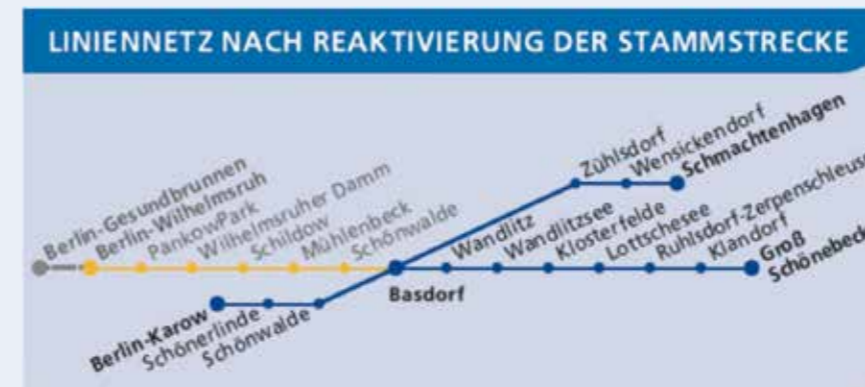 LINIENNETZ NACH REAKTIVIERUNG DER STAMMSTRECKE
Berlin-Gesundbrunnen
Berlin-Wilhelmsruh
PankowPark
Wilhelmsruher Damm
Schildow
Mühlenbeck
Schönwalde
Zühlsdorf
Wensickendorf
Schmachtenhagen
Wandlitz
Wandlitzsee
Klosterfelde
Lottschesee
Ruhlsdorf-Zerpenschleuse
Klandorf
Groß
Schönebeck
Basdorf
Berlin-Karow
Schönerlinde
Schönwalde